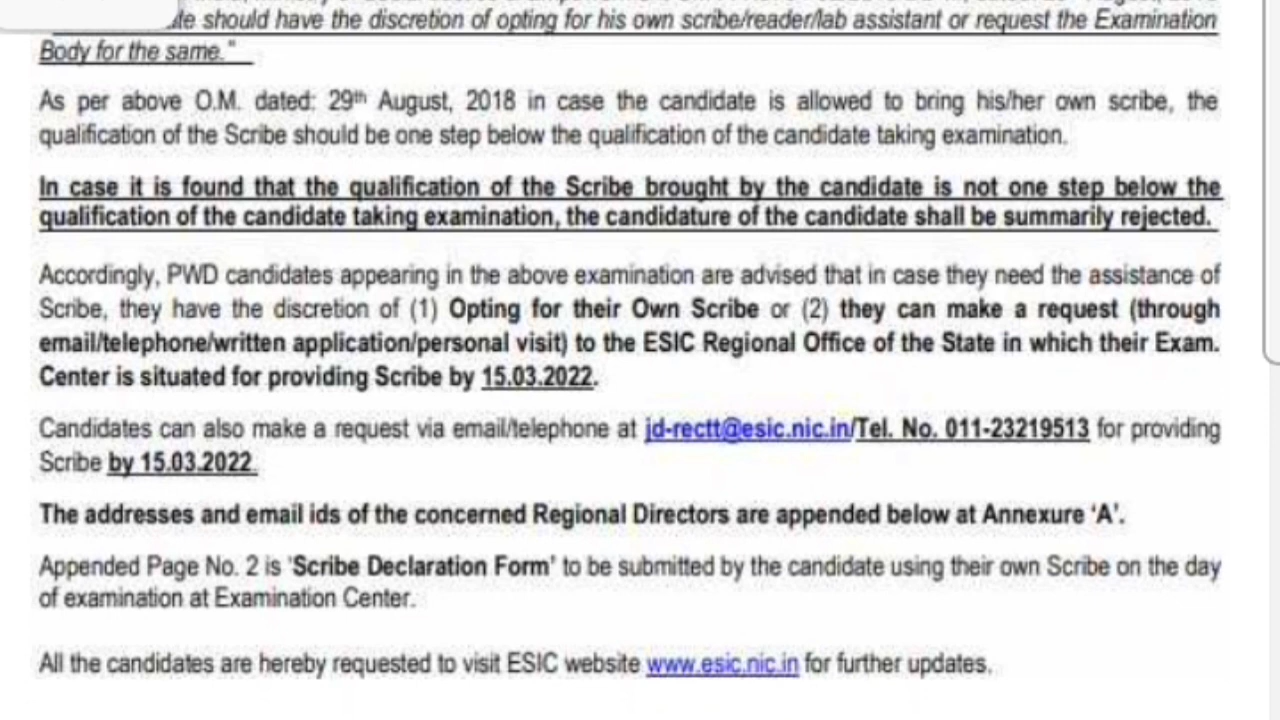 te should have the discretion of opting for his own scribe/reader/lab assistant or request the Examination
Body for the same."
As per above O.M. dated: 29th August, 2018 in case the candidate is allowed to bring his/her own scribe, the
qualification of the Scribe should be one step below the qualification of the candidate taking examination.
In case it is found that the qualification of the Scribe brought by the candidate is not one step below the
qualification of the candidate taking examination, the candidature of the candidate shall be summarily rejected.
Accordingly, PWD candidates appearing in the above examination are advised that in case they need the assistance of
Scribe, they have the discretion of (1) Opting for their Own Scribe or (2) they can make a request (through
email/telephone/written application/personal visit) to the ESIC Regional Office of the State in which their Exam.
Center is situated for providing Scribe by 15.03.2022.
Candidates can also make a request via email/telephone at jd-rectt@esic.nic.in/Tel. No. 011-23219513 for providing
Scribe by 15.03.2022.
The addresses and email ids of the concerned Regional Directors are appended below at Annexure 'A'.
Appended Page No. 2 is 'Scribe Declaration Form' to be submitted by the candidate using their own Scribe on the day
of examination at Examination Center.
All the candidates are hereby requested to visit ESIC website www.esic.nic.in for further updates.